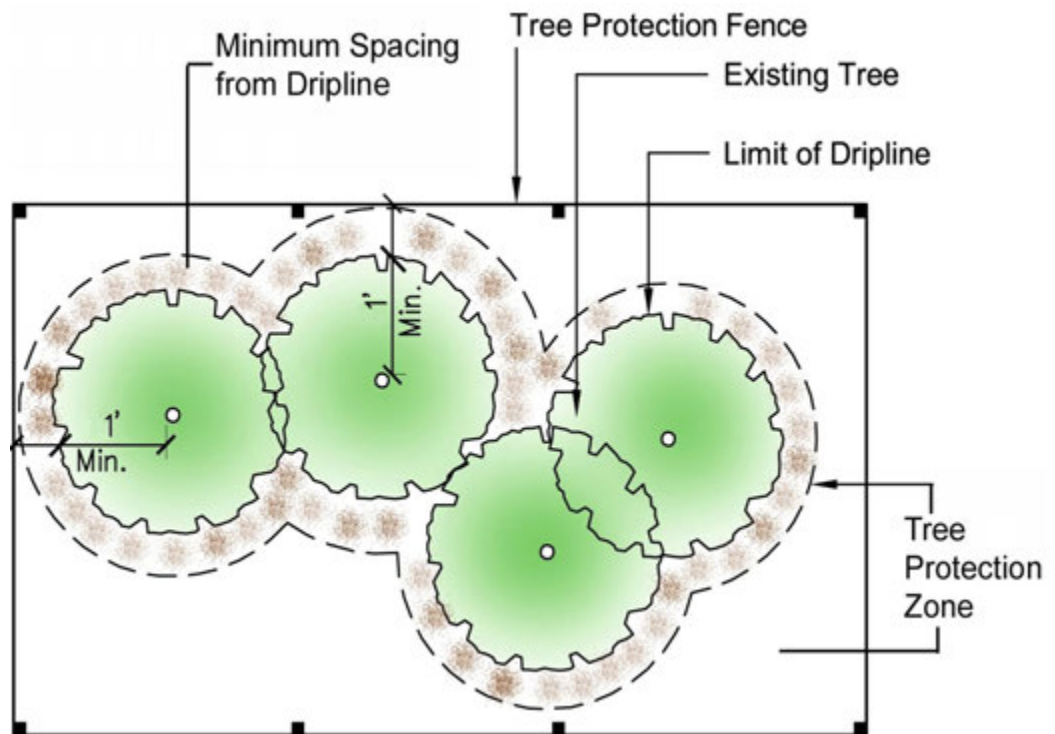 Minimum Spacing
from Dripline
Tree Protection Fence
Existing Tree
Limit of Dripline
1'
Min.
1'
Min.
Tree
Protection
Zone